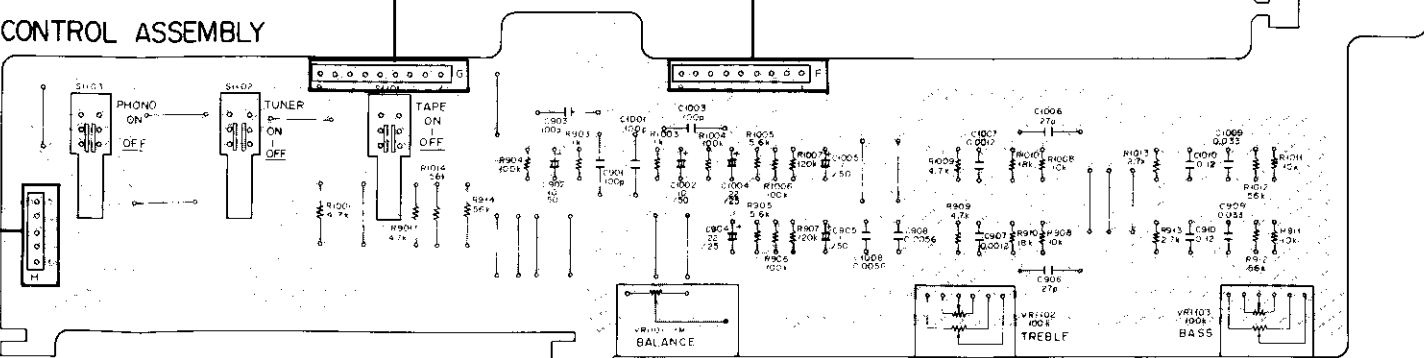 CONTROL ASSEMBLY
G
F
S1103
PHONO
ON
OFF
S1102
TUNER
ON
OFF
TAPE
ON
OFF
H
R1001
4.7k
R1014
R901
4.7k
R914
56k
R904
100k
C903
100p
C902
10
50
R903
1k
C901
100p
C1001
100p
C1003
100p
R1003
1k
C1002
10
/50
R1004
100k
C1004
22
/25
R1005
5.6k
R1006
100k
R1007
120k
C1005
/50
C904
22
/25
R905
5.6k
R906
100k
R907
120k
C905
/50
C1008
0.0056
C908
0.0056
R1009
4.7k
C1007
0.0012
C1006
27p
R1010
18k
R1008
10k
R909
4.7k
C907
0.0012
R910
18k
R908
10k
C906
27p
R1013
2.7k
C1010
0.12
C1009
0.033
R1012
56k
R1011
10k
R913
2.7k
C910
0.12
C909
0.033
R912
56k
R911
10k
VR1101 1M
BALANCE
VR1102
100k
TREBLE
VR1103
100k
BASS